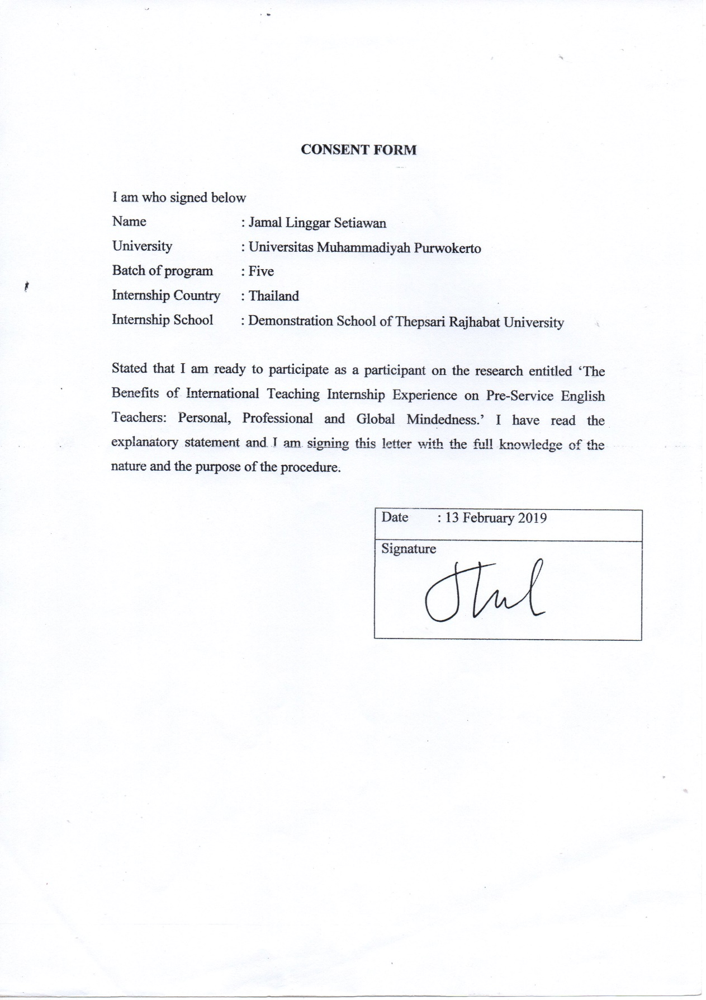 CONSENT FORM
I am who signed below
Name : Jamal Linggar Setiawan
University : Universitas Muhammadiyah Purwokerto
Batch of program : Five
Internship Country : Thailand
Internship School : Demonstration School of Thepsari Rajhabat University
Stated that I am ready to participate as a participant on the research entitled ‘The
Benefits of International Teaching Internship Experience on Pre-Service English
Teachers: Personal, Professional and Global Mindedness.’ I have read the
explanatory statement and I am signing this letter with the full knowledge of the
nature and the purpose of the procedure.
Date : 13 February 2019
Signature